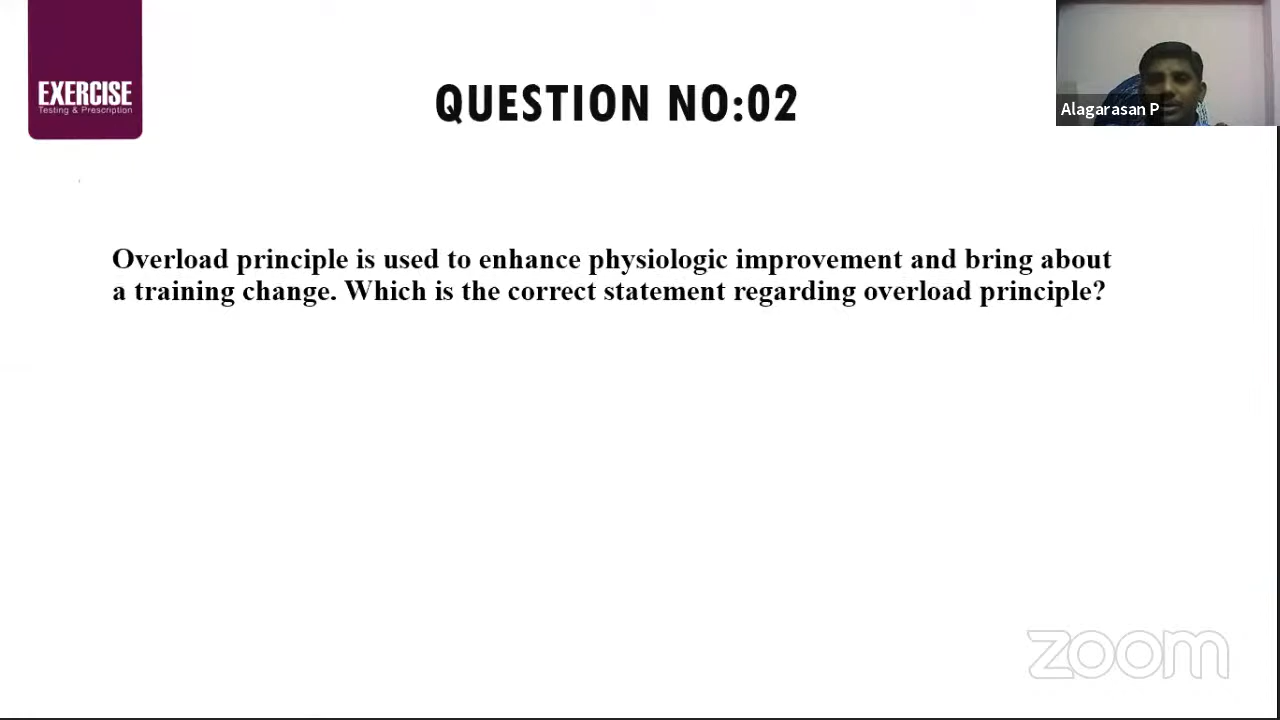 EXERCISE
Testing & Prescription
QUESTION NO:02
Alagarasan P
Overload principle is used to enhance physiologic improvement and bring about
a training change. Which is the correct statement regarding overload principle?
zoom